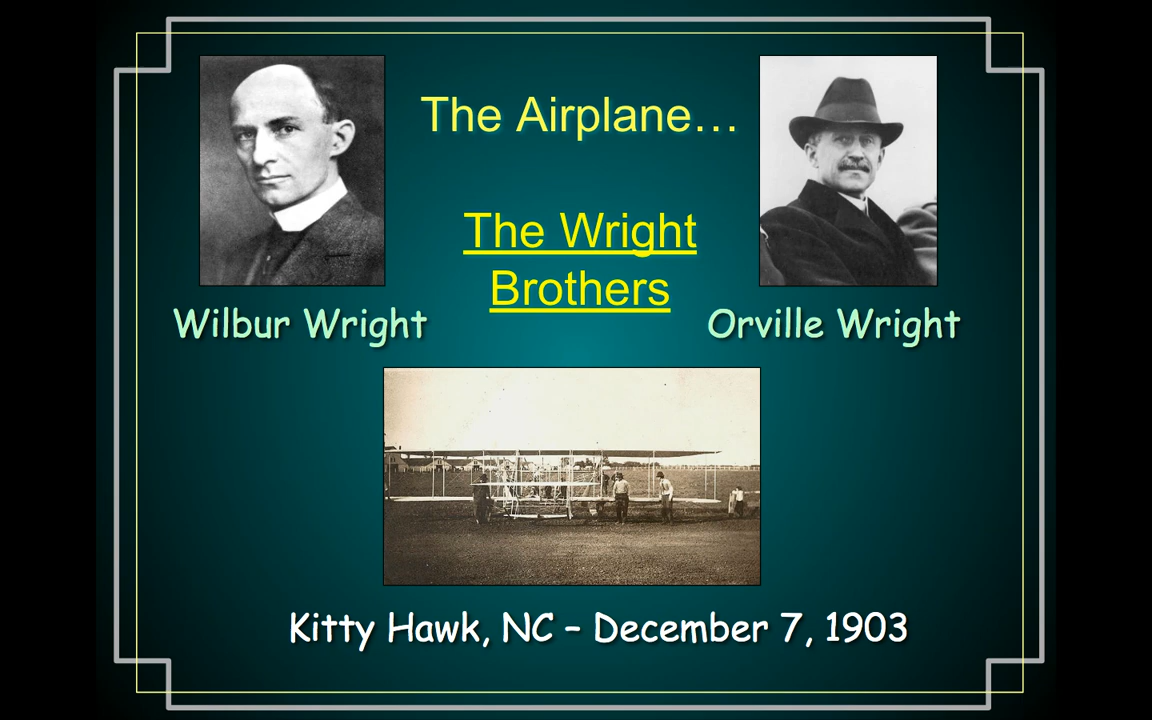 The Airplane…
The Wright
Brothers
Wilbur Wright
Orville Wright
Kitty Hawk, NC – December 7, 1903